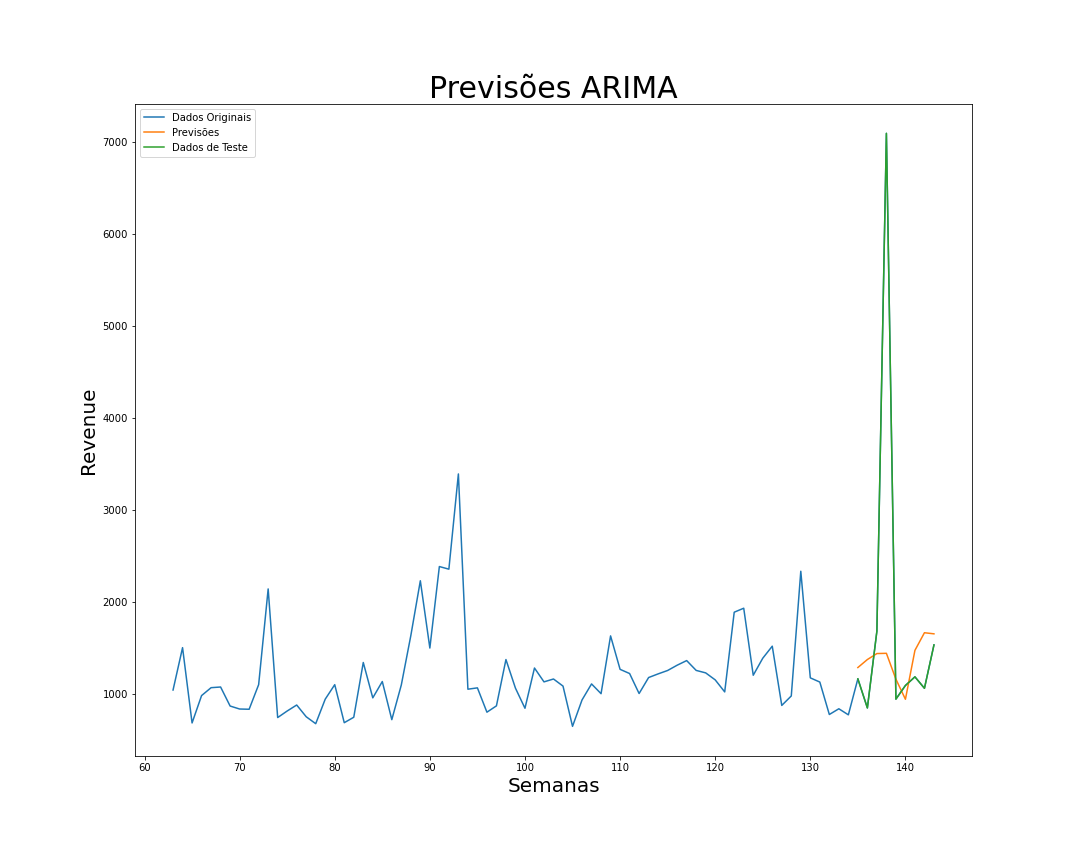 Previsões ARIMA
Dados Originais
Previsões
Dados de Teste
7000
6000
5000
4000
3000
2000
1000
Revenue
60 70 80 90 100 110 120 130 140
Semanas